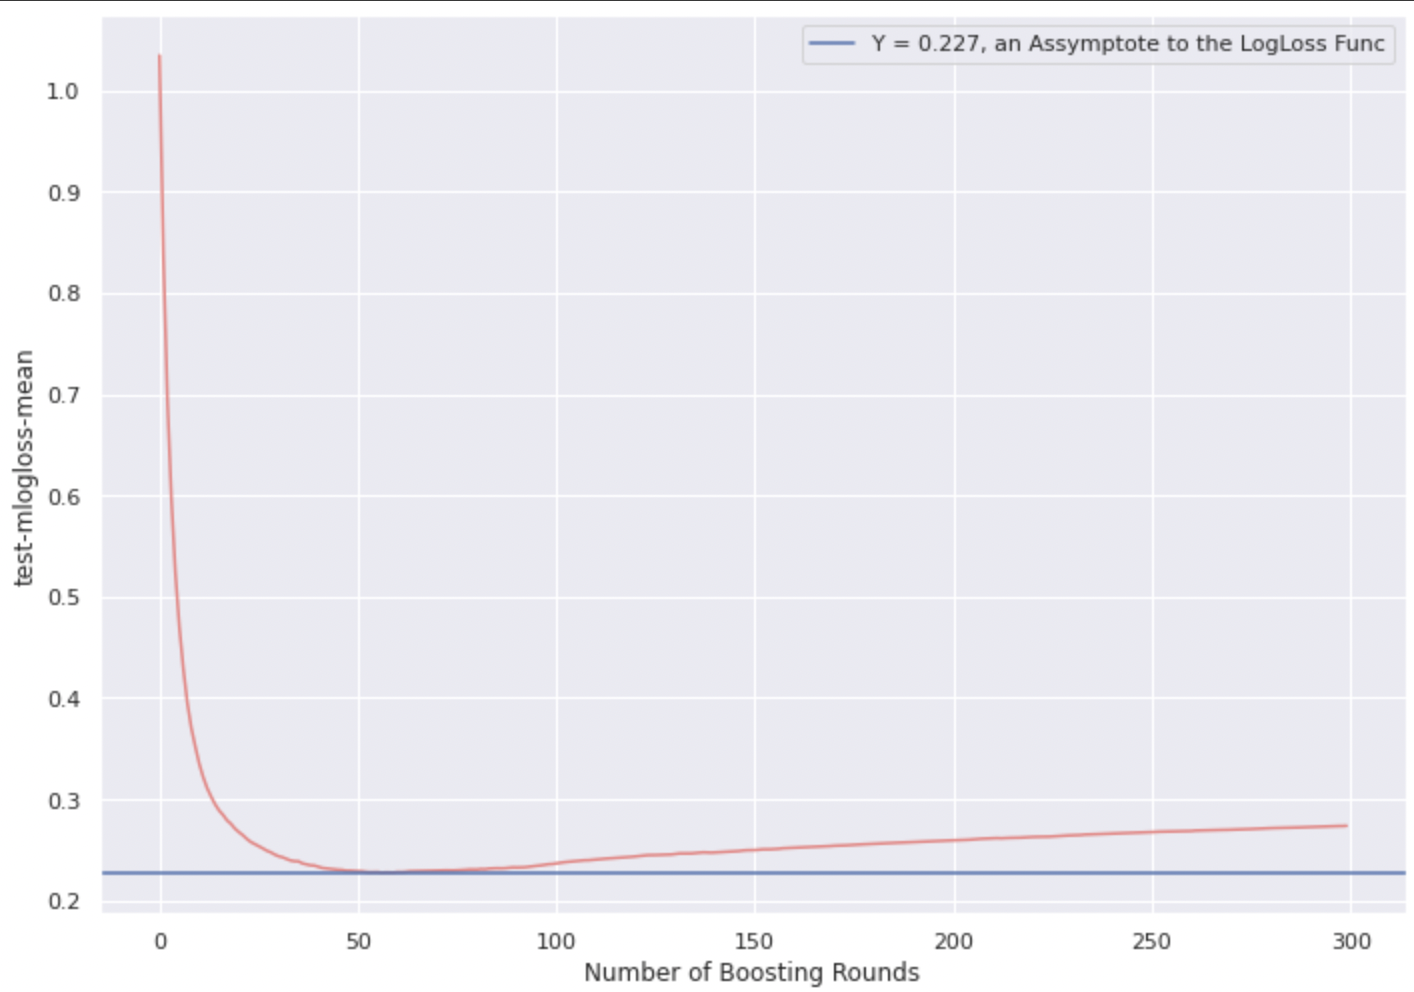 Y = 0.227, an Assymptote to the LogLoss Func
1.0
0.9
0.8
0.7
0.6
0.5
0.4
0.3
0.2
test-mlogloss-mean
0 50 100 150 200 250 300
Number of Boosting Rounds